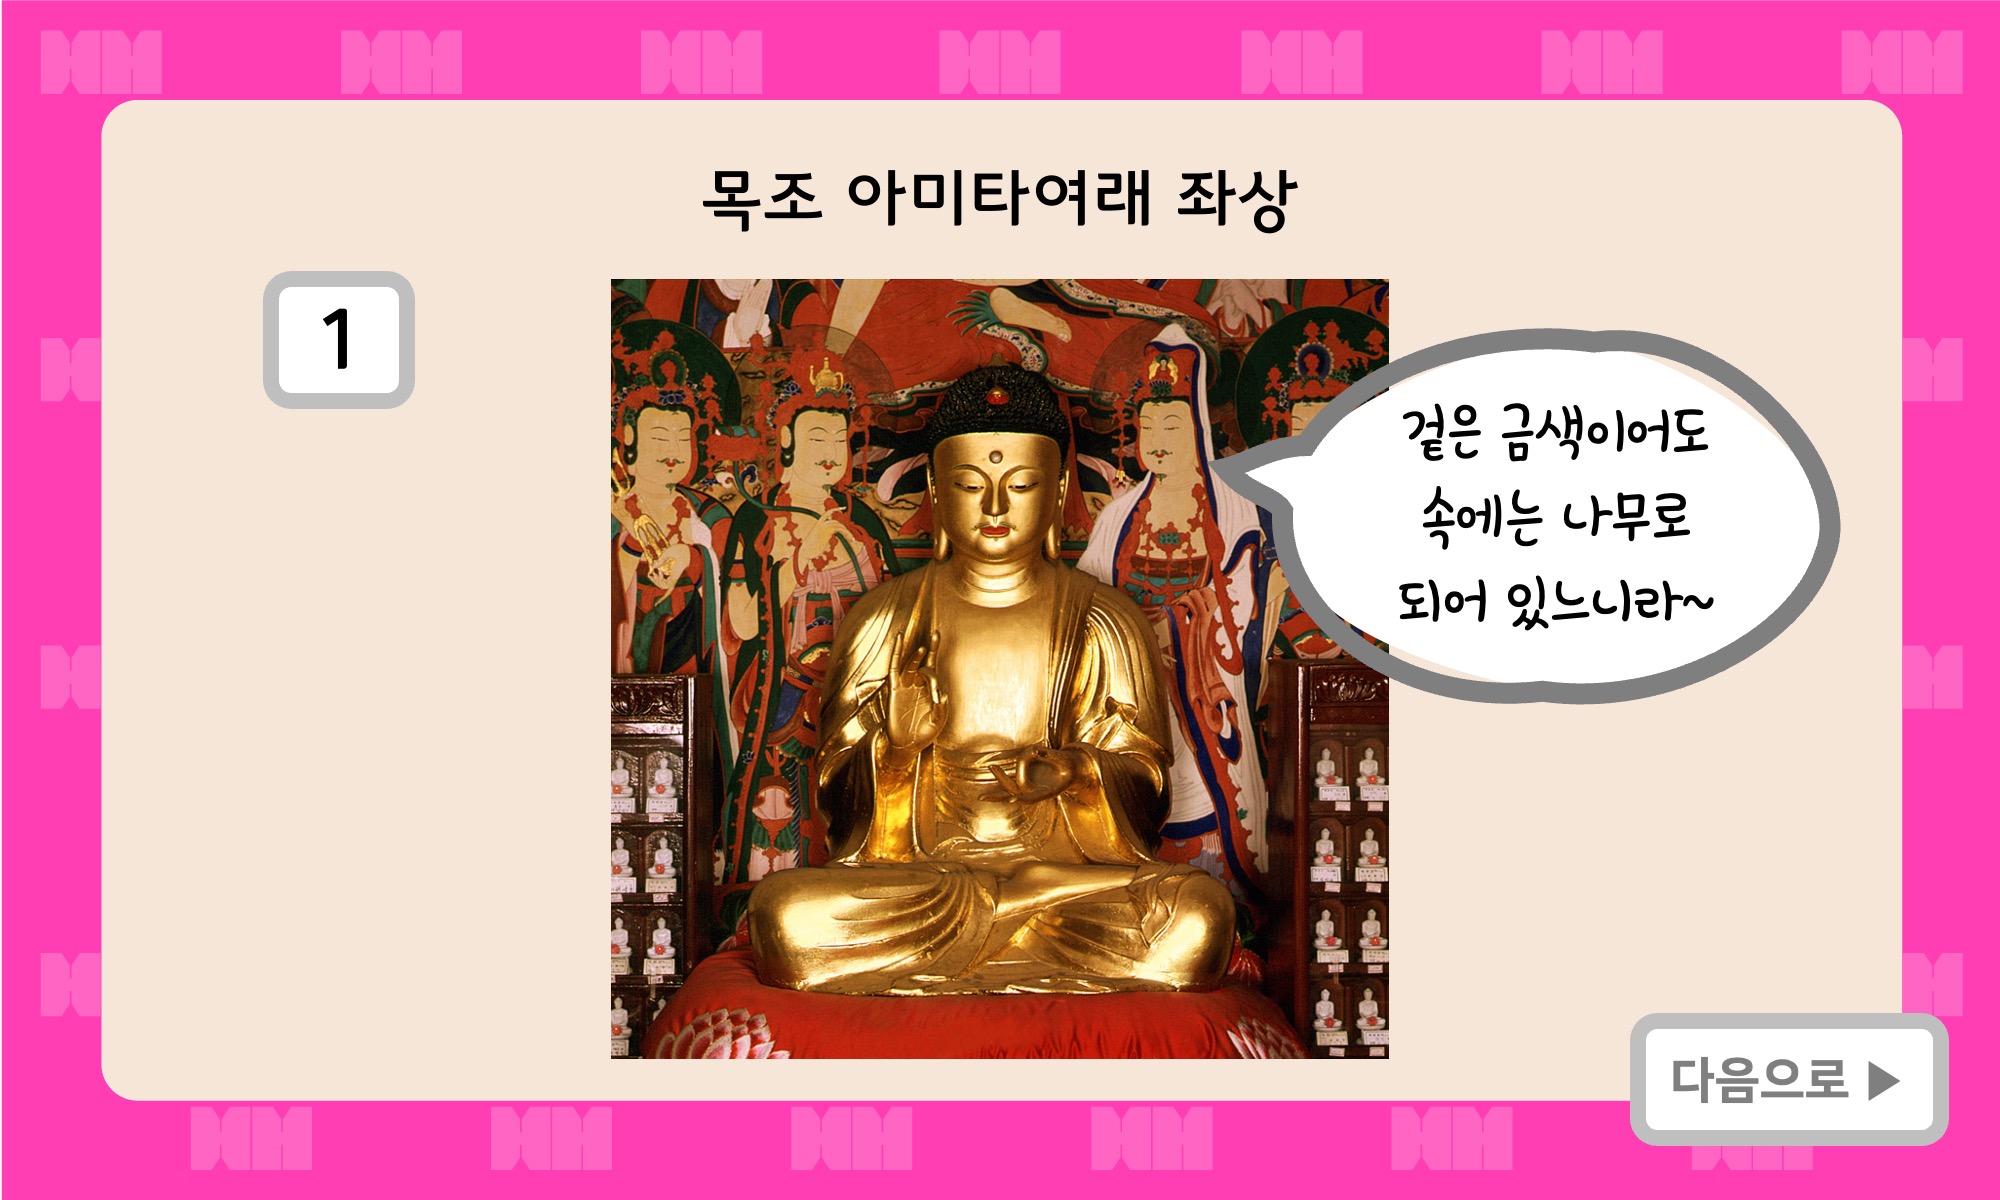 목조 아미타여래 좌상
1
겉은 금색이어도
속에는 나무로
되어 있느니라~
다음으로 ▶